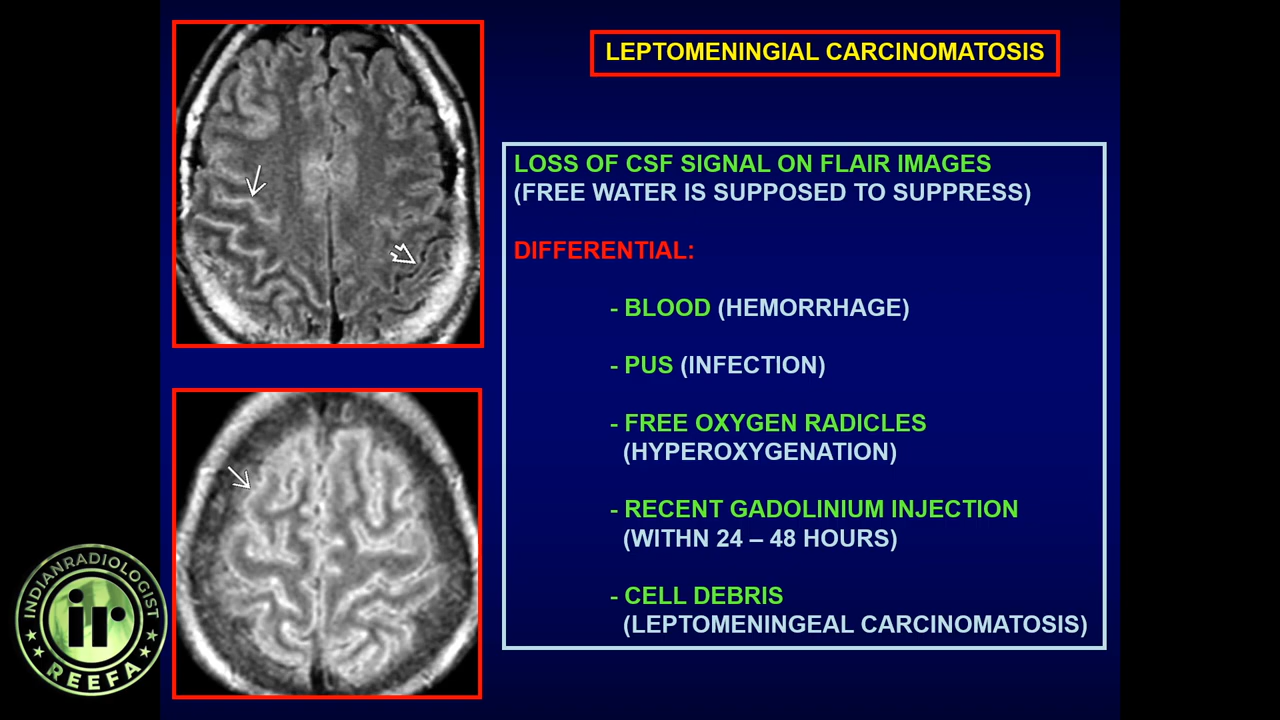 LEPTOMENINGIAL CARCINOMATOSIS
LOSS OF CSF SIGNAL ON FLAIR IMAGES
(FREE WATER IS SUPPOSED TO SUPPRESS)
DIFFERENTIAL:
- BLOOD (HEMORRHAGE)
- PUS (INFECTION)
- FREE OXYGEN RADICLES
(HYPEROXYGENATION)
- RECENT GADOLINIUM INJECTION
(WITHN 24 – 48 HOURS)
- CELL DEBRIS
(LEPTOMENINGEAL CARCINOMATOSIS)
INDIANRADIOLOGIST
ir
REEFA